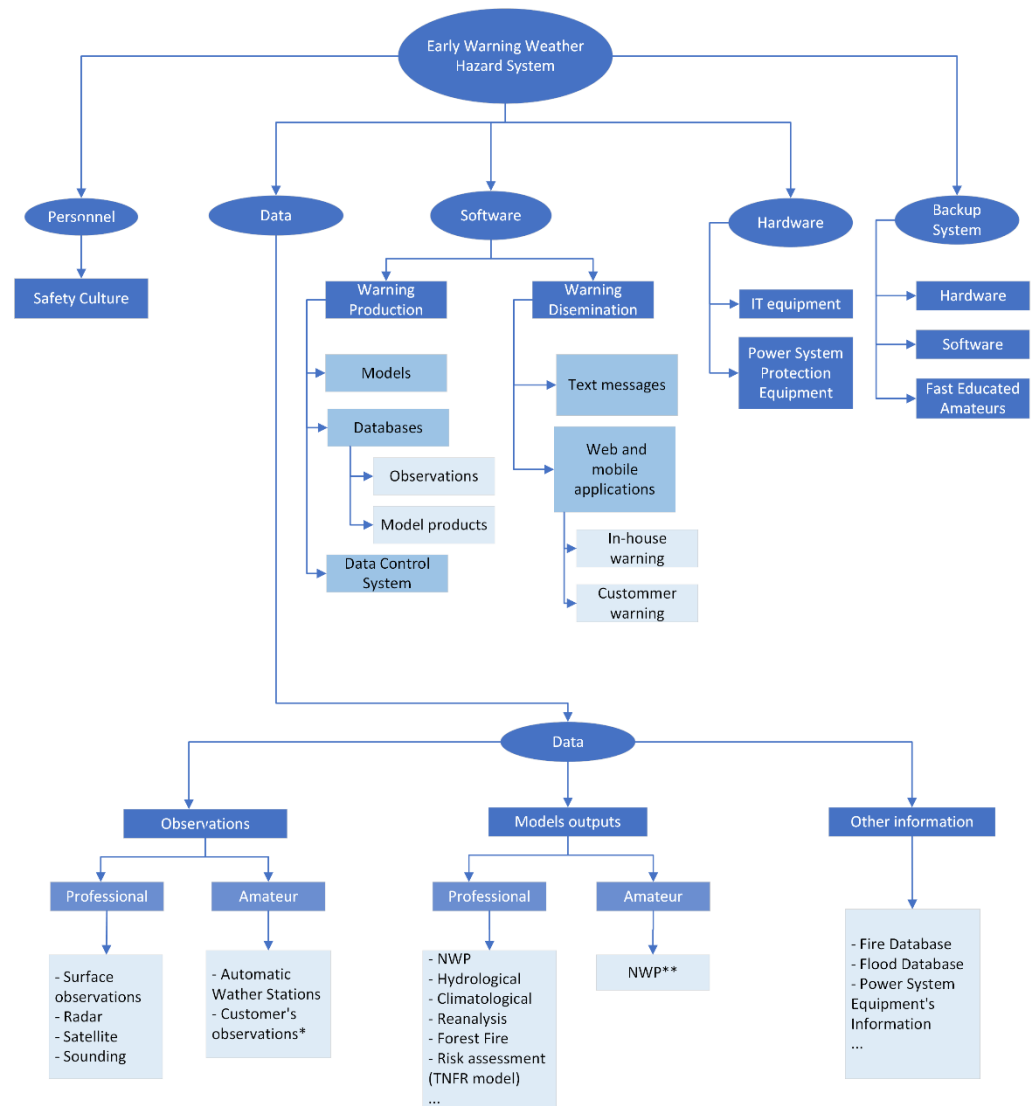 Early Warning Weather
Hazard System
Personnel
Data
Software
Hardware
Backup
System
Safety Culture
Warning
Production
Models
Databases
Observations
Model products
Data Control
System
Warning
Disemination
Text messages
Web and
mobile
applications
In-house
warning
Custommer
warning
IT equipment
Power System
Protection
Equipment
Hardware
Software
Fast Educated
Amateurs
Data
Observations
Professional
- Surface
observations
- Radar
- Satellite
- Sounding
Amateur
- Automatic
Wather Stations
- Customer's
observations*
Models outputs
Professional
- NWP
- Hydrological
- Climatological
- Reanalysis
- Forest Fire
- Risk assessment
(TNFR model)
...
Amateur
NWP**
Other information
- Fire Database
- Flood Database
- Power System
Equipment's
Information
...